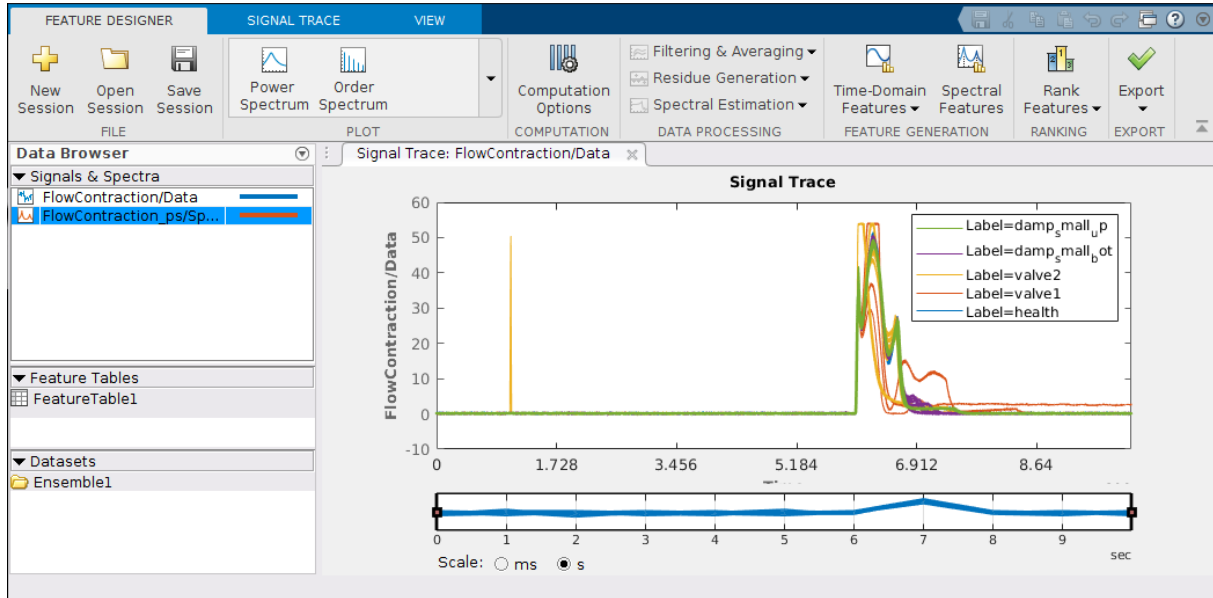 FEATURE DESIGNER SIGNAL TRACE VIEW
New Session
Open Session
Save Session
FILE
Power Spectrum
Order Spectrum
PLOT
Computation Options
COMPUTATION
Filtering & Averaging
Residue Generation
Spectral Estimation
DATA PROCESSING
Time-Domain Features
Spectral Features
FEATURE GENERATION
Rank Features
RANKING
Export
EXPORT
Data Browser
Signals & Spectra
FlowContraction/Data
FlowContraction_ps/Sp...
Feature Tables
FeatureTable1
Datasets
Ensemble1
Signal Trace: FlowContraction/Data
Signal Trace
FlowContraction/Data
60
50
40
30
20
10
0
-10
0 1.728 3.456 5.184 6.912 8.64
Label=damp_small_up
Label=damp_small_bot
Label=valve2
Label=valve1
Label=health
0 1 2 3 4 5 6 7 8 9
sec
Scale: ms s